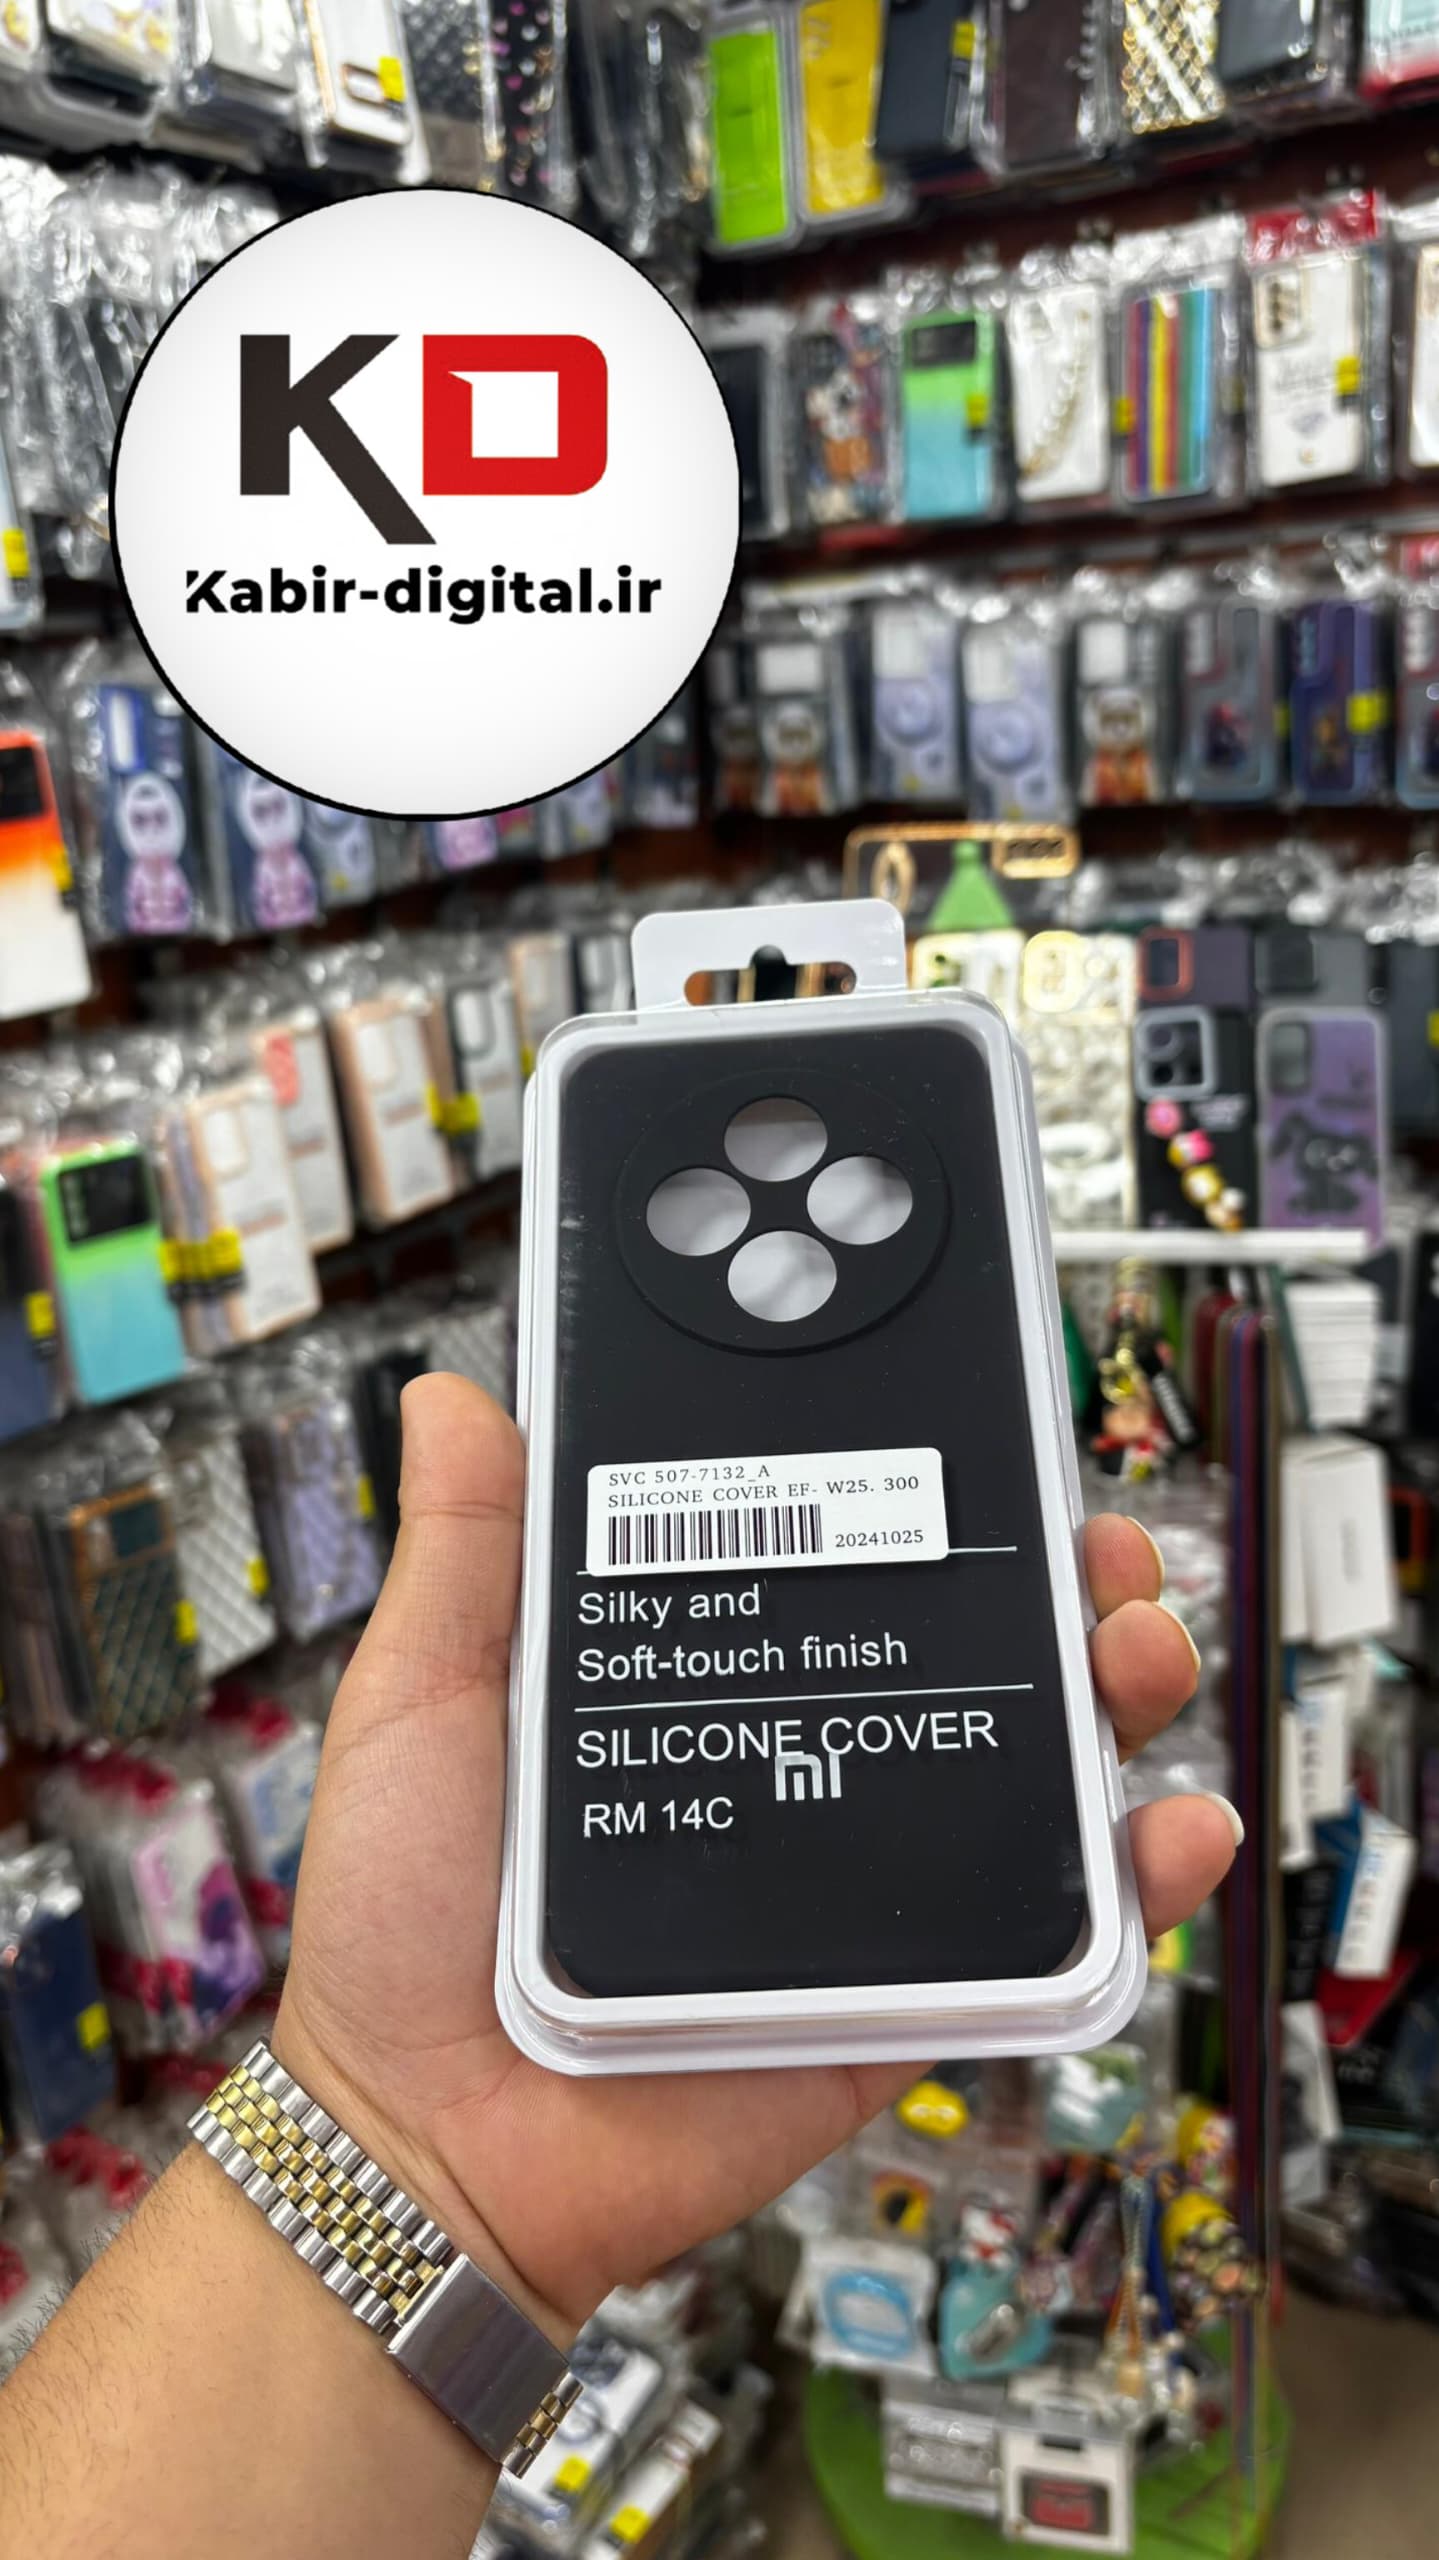 KD
Kabir-digital.ir
SVC 507-7132_A
SILICONE COVER EF- W25. 300
20241025
Silky and
Soft-touch finish
SILICONE COVER
mi
RM 14C